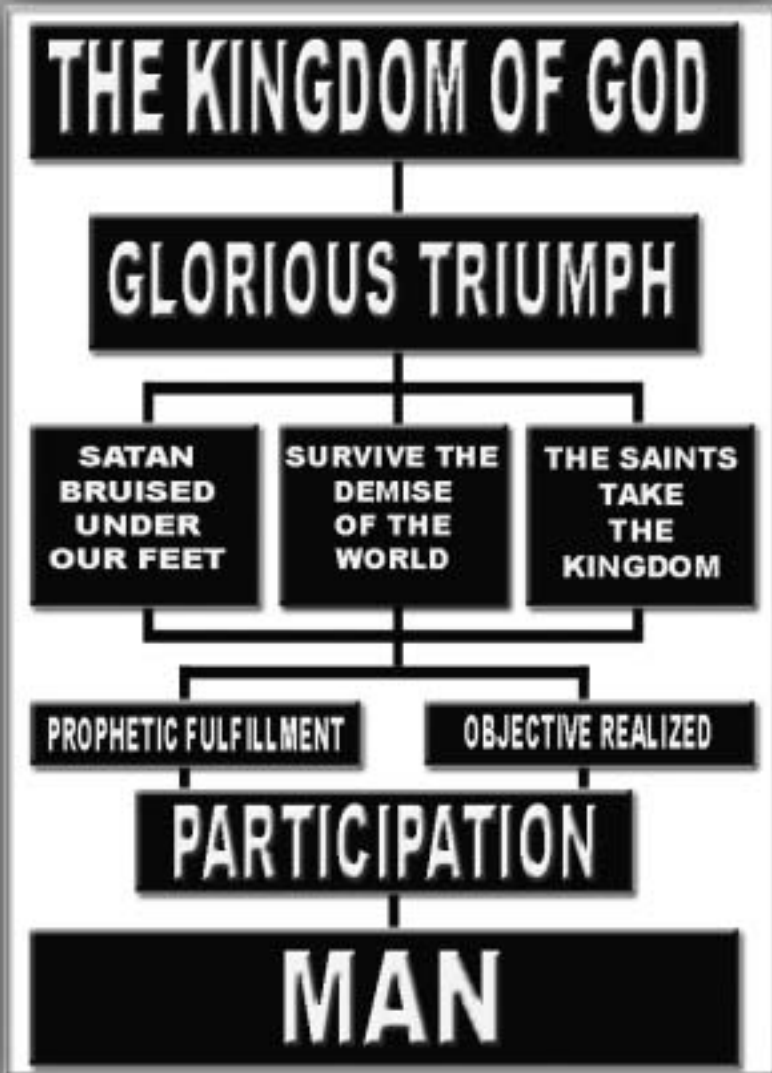 THE KINGDOM OF GOD
GLORIOUS TRIUMPH
SATAN
BRUISED
UNDER
OUR FEET
SURVIVE THE
DEMISE
OF THE
WORLD
THE SAINTS
TAKE
THE
KINGDOM
PROPHETIC FULFILLMENT
OBJECTIVE REALIZED
PARTICIPATION
MAN